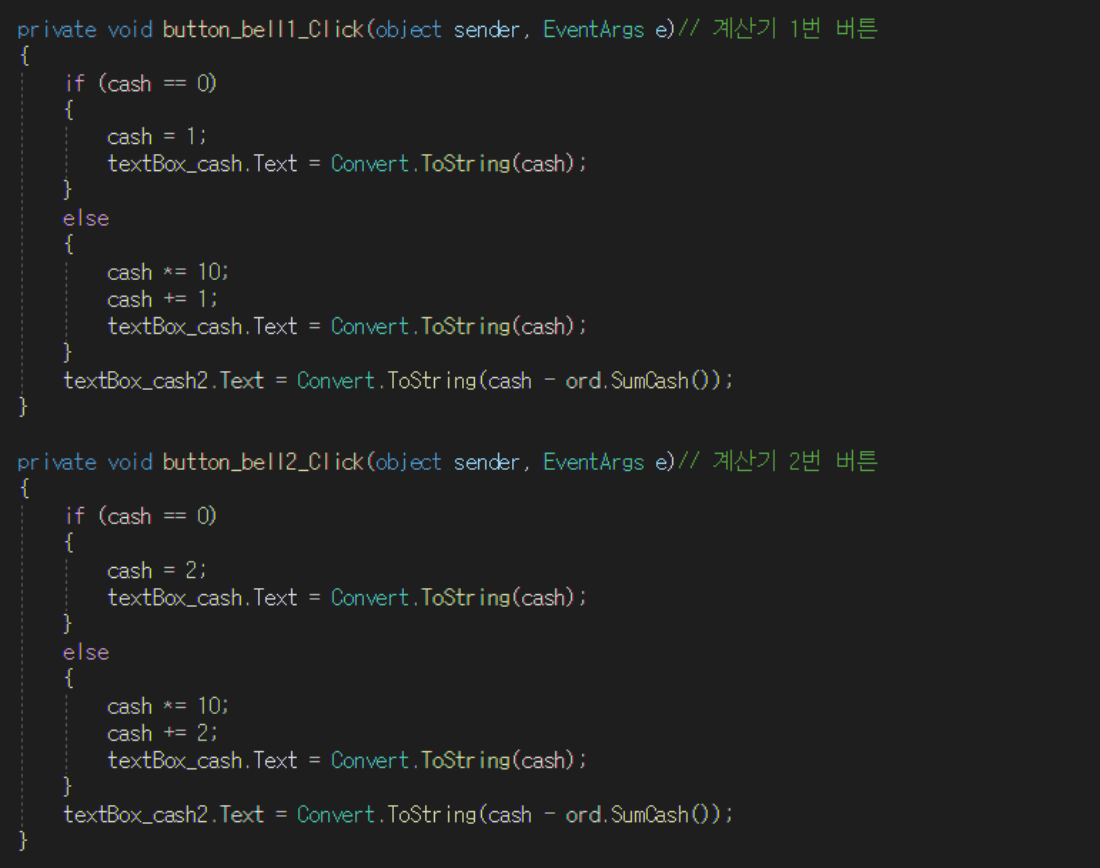 private void button_bell1_Click(object sender, EventArgs e)// 계산기 1번 버튼
{
    if (cash == 0)
    {
        cash = 1;
        textBox_cash.Text = Convert.ToString(cash);
    }
    else
    {
        cash *= 10;
        cash += 1;
        textBox_cash.Text = Convert.ToString(cash);
    }
    textBox_cash2.Text = Convert.ToString(cash - ord.SumCash());
}

private void button_bell2_Click(object sender, EventArgs e)// 계산기 2번 버튼
{
    if (cash == 0)
    {
        cash = 2;
        textBox_cash.Text = Convert.ToString(cash);
    }
    else
    {
        cash *= 10;
        cash += 2;
        textBox_cash.Text = Convert.ToString(cash);
    }
    textBox_cash2.Text = Convert.ToString(cash - ord.SumCash());
}